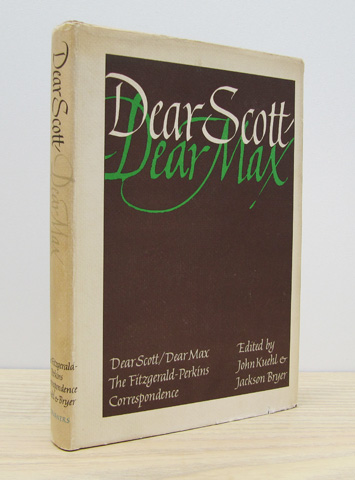 Dear Scott
Dear Max
Dear Scott/Dear Max
The Fitzgerald-Perkins
Correspondence
Edited by
John Kuehl &
Jackson Bryer
Dear Scott Dear Max